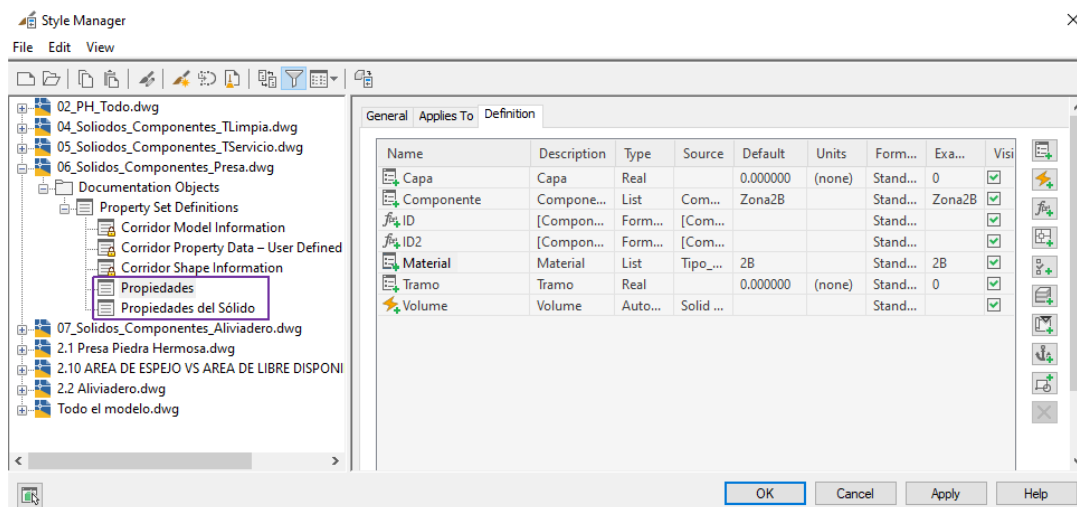 Style Manager
File Edit View
02_PH_Todo.dwg
04_Soliodos_Componentes_TLimpia.dwg
05_Soliodos_Componentes_TServicio.dwg
06_Solidos_Componentes_Presa.dwg
Documentation Objects
Property Set Definitions
Corridor Model Information
Corridor Property Data – User Defined
Corridor Shape Information
Propiedades
Propiedades del Sólido
07_Solidos_Componentes_Aliviadero.dwg
2.1 Presa Piedra Hermosa.dwg
2.10 AREA DE ESPEJO VS AREA DE LIBRE DISPONI
2.2 Aliviadero.dwg
Todo el modelo.dwg
General Applies To Definition
Name Description Type Source Default Units Form... Exa... Visi
Capa Capa Real 0.000000 (none) Stand... 0
Componente Compone... List Com... Zona2B Stand... Zona2B
ID [Compon... Form... [Com... Stand...
ID2 [Compon... Form... [Com... Stand...
Material Material List Tipo_... 2B Stand... 2B
Tramo Tramo Real 0.000000 (none) Stand... 0
Volume Volume Auto... Solid ... Stand...
OK Cancel Apply Help